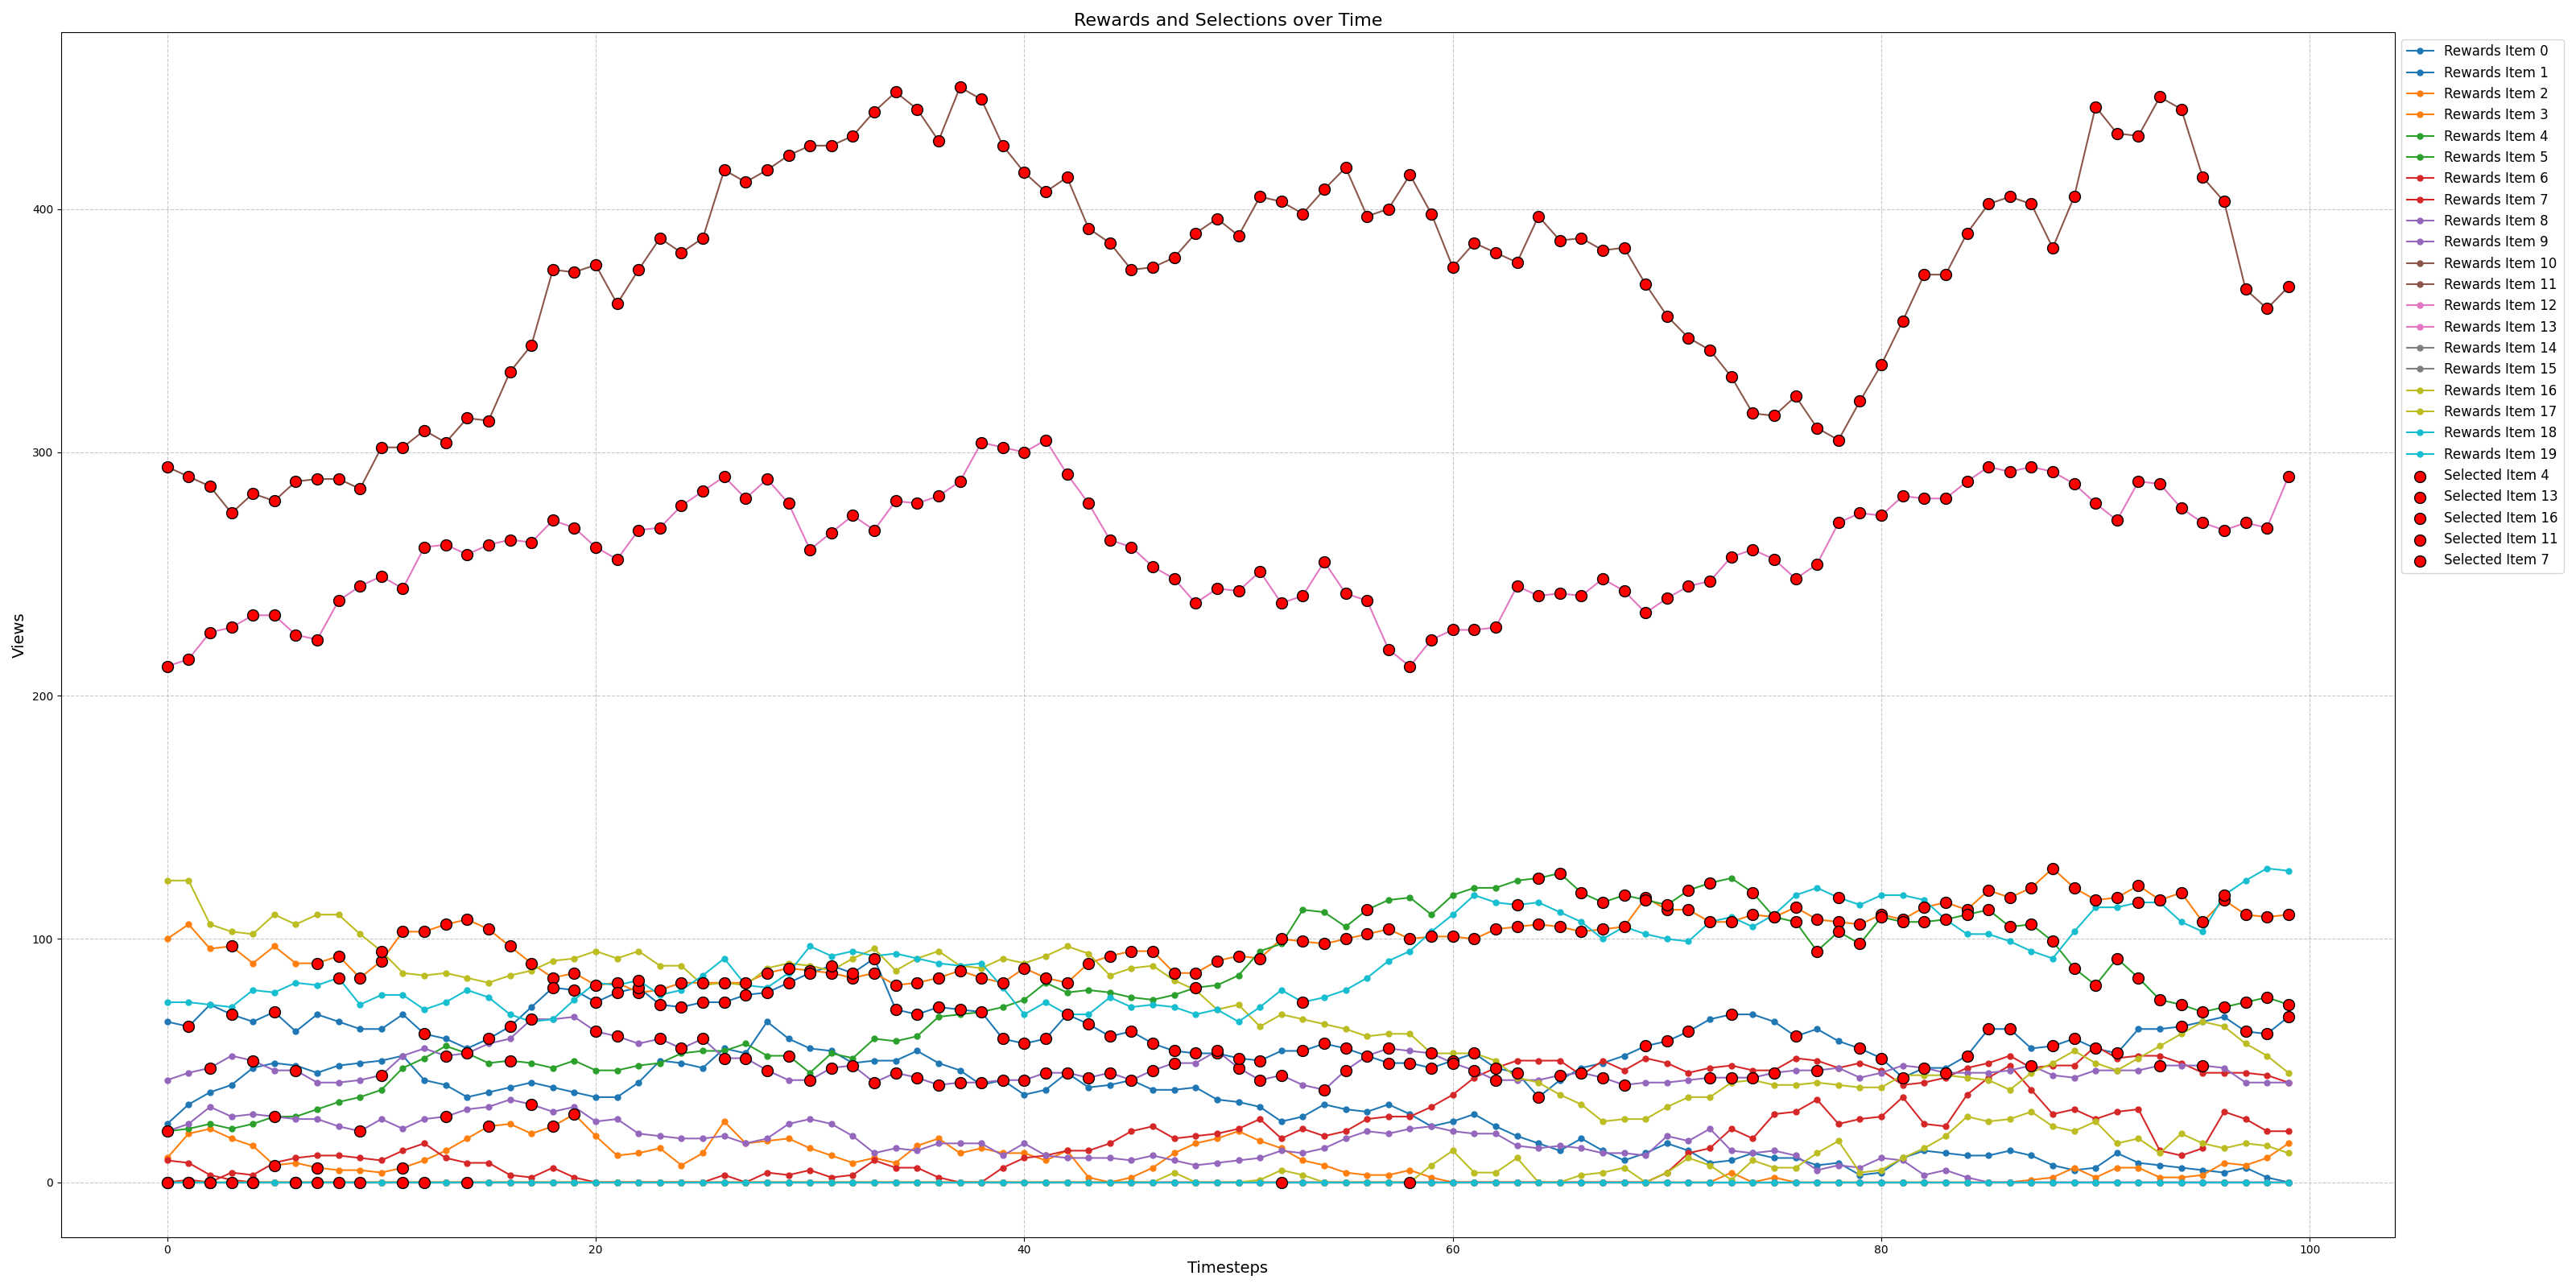 Rewards and Selections over Time
Views
400
300
200
100
0
0
20
40
60
80
100
Timesteps
Rewards Item 0
Rewards Item 1
Rewards Item 2
Rewards Item 3
Rewards Item 4
Rewards Item 5
Rewards Item 6
Rewards Item 7
Rewards Item 8
Rewards Item 9
Rewards Item 10
Rewards Item 11
Rewards Item 12
Rewards Item 13
Rewards Item 14
Rewards Item 15
Rewards Item 16
Rewards Item 17
Rewards Item 18
Rewards Item 19
Selected Item 4
Selected Item 13
Selected Item 16
Selected Item 11
Selected Item 7